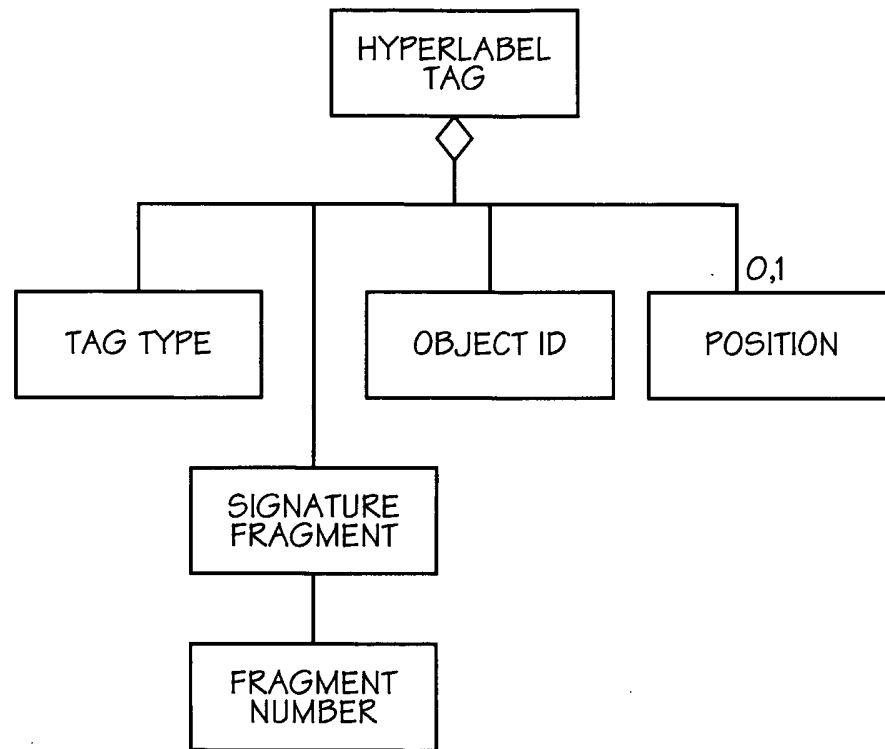 HYPERLABEL
TAG
0,1
TAG TYPE
OBJECT ID
POSITION
SIGNATURE
FRAGMENT
FRAGMENT
NUMBER